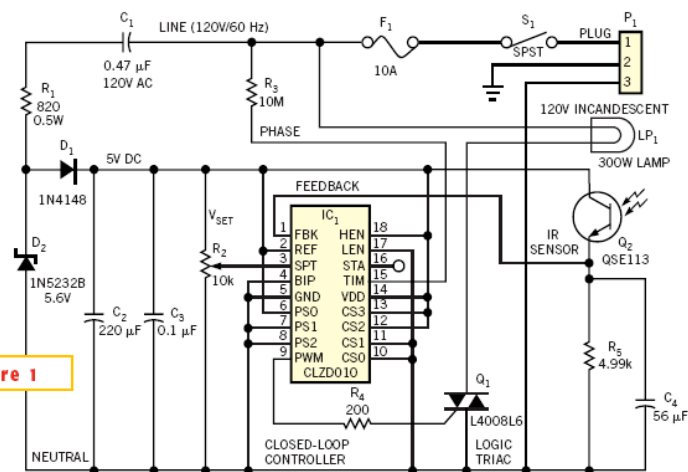 C1
LINE (120V/60 Hz)
F1
S1
P1
PLUG
1
2
3
0.47 µF
120V AC
10A
SPST
R1
820
0.5W
R3
10M
120V INCANDESCENT
LP1
300W LAMP
PHASE
D1
5V DC
1N4148
FEEDBACK
IC1
VSET
R2
10k
1 FBK HEN 18
2 REF LEN 17
3 SPT STA 16
4 BIP TIM 15
5 GND VDD 14
6 PS0 CS3 13
7 PS1 CS2 12
8 PS2 CS1 11
9 PWM CS0 10
CLZD010
IR
SENSOR
Q2
QSE113
D2
1N5232B
5.6V
C2
220 µF
C3
0.1 µF
re 1
R4
200
Q1
L4008L6
R5
4.99k
C4
56 µF
NEUTRAL
CLOSED-LOOP
CONTROLLER
LOGIC
TRIAC